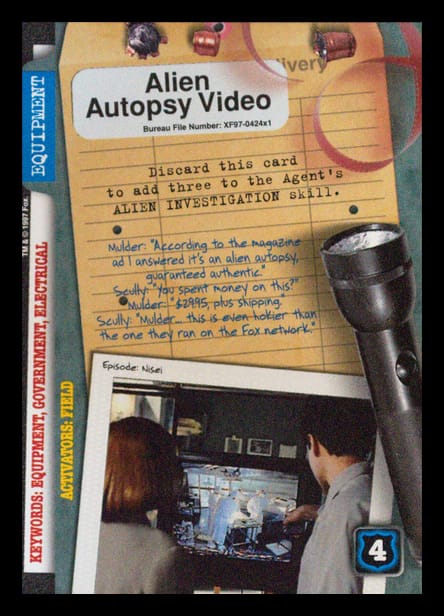 livery
Alien
Autopsy Video
Bureau File Number: XF97-0424x1
EQUIPMENT
Discard this card
to add three to the Agent's
ALIEN INVESTIGATION skill.
Mulder: "According to the magazine
ad I answered it's an alien autopsy,
guaranteed authentic."
Scully: "You spent money on this?"
Mulder: "$29.95, plus shipping."
Scully: "Mulder... this is even hokier than
the one they ran on the Fox network."
TM & © 1997 Fox.
KEYWORDS: EQUIPMENT, GOVERNMENT, ELECTRICAL
ACTIVATORS: FIELD
Episode: Nisei
4